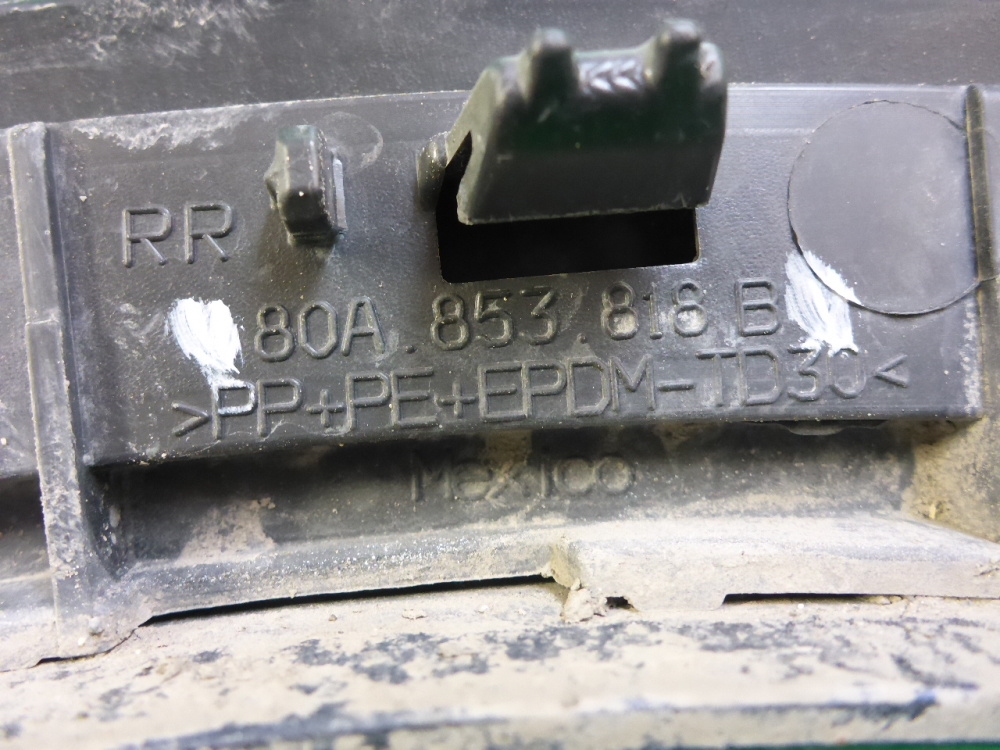 RR
80A.853.818.B
>PP+PE+EPDM-TD30<
Mexico